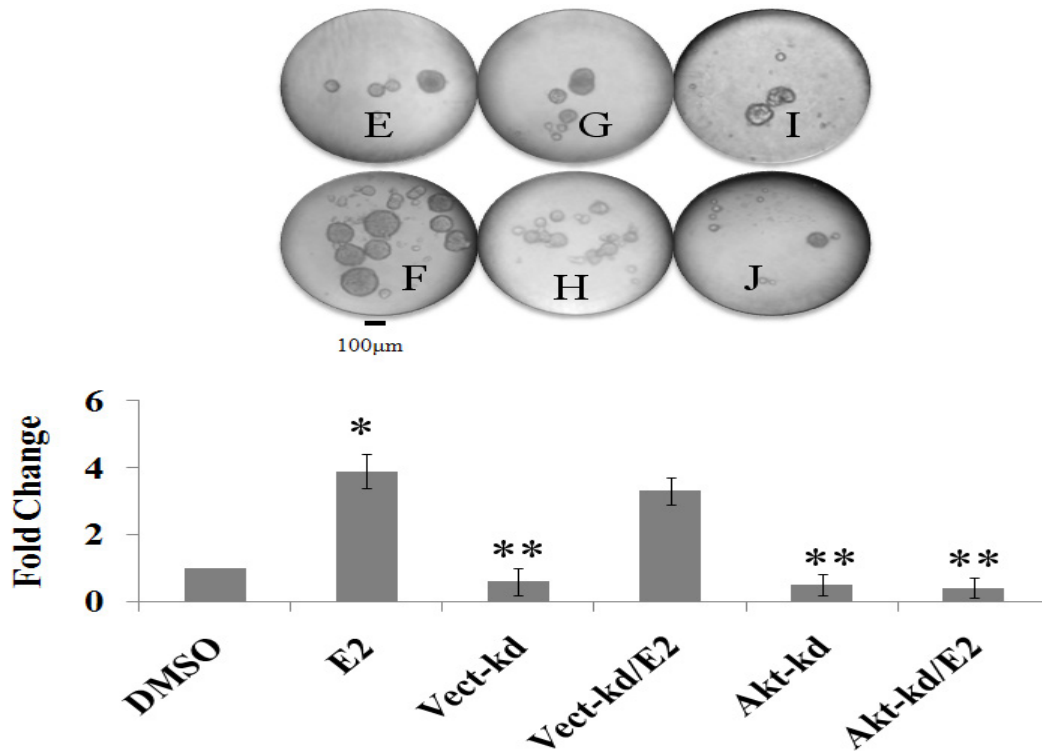 E G I
F H J
100µm
Fold Change
6
4
2
0
*
**
**
**
DMSO
E2
Vect-kd
Vect-kd/E2
Akt-kd
Akt-kd/E2